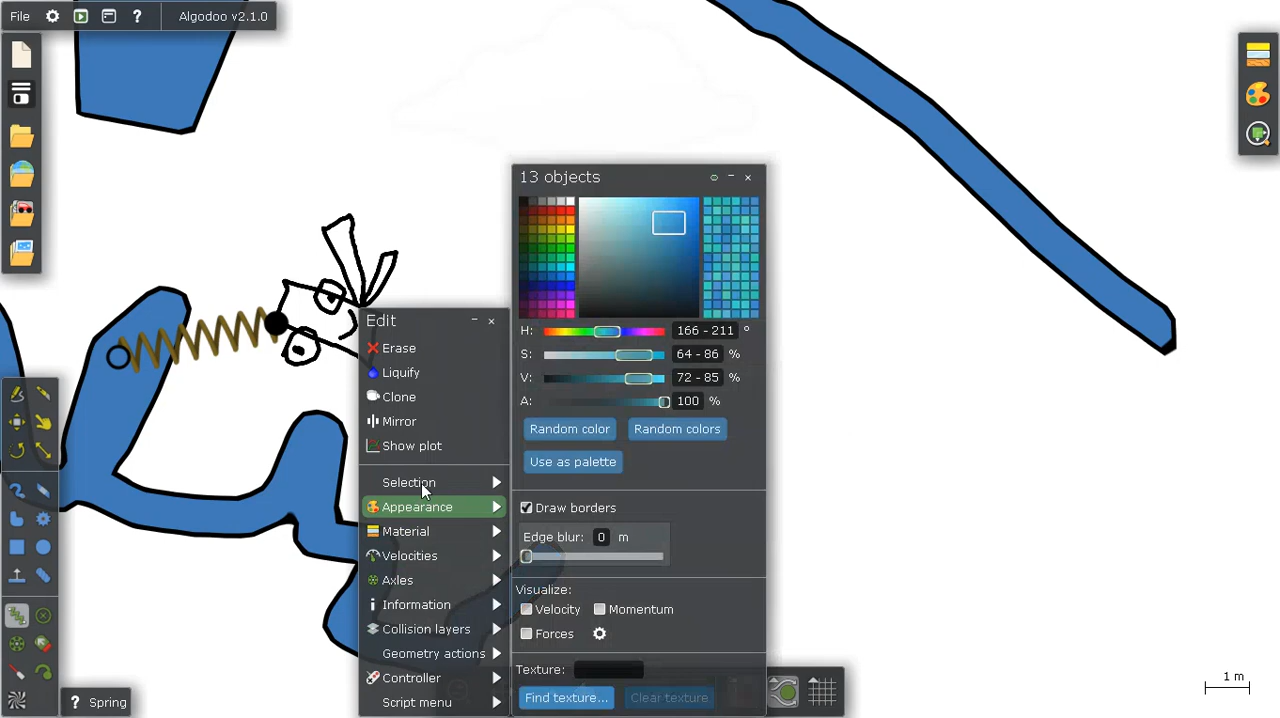 File ? Algodoo v2.1.0
13 objects
H: 166 - 211 °
S: 64 - 86 %
V: 72 - 85 %
A: 100 %
Random color Random colors
Use as palette
Draw borders
Edge blur: 0 m
Visualize:
Velocity Momentum
Forces
Texture:
Find texture... Clear texture
Edit
Erase
Liquify
Clone
Mirror
Show plot
Selection
Appearance
Material
Velocities
Axles
Information
Collision layers
Geometry actions
Controller
Script menu
? Spring
1 m